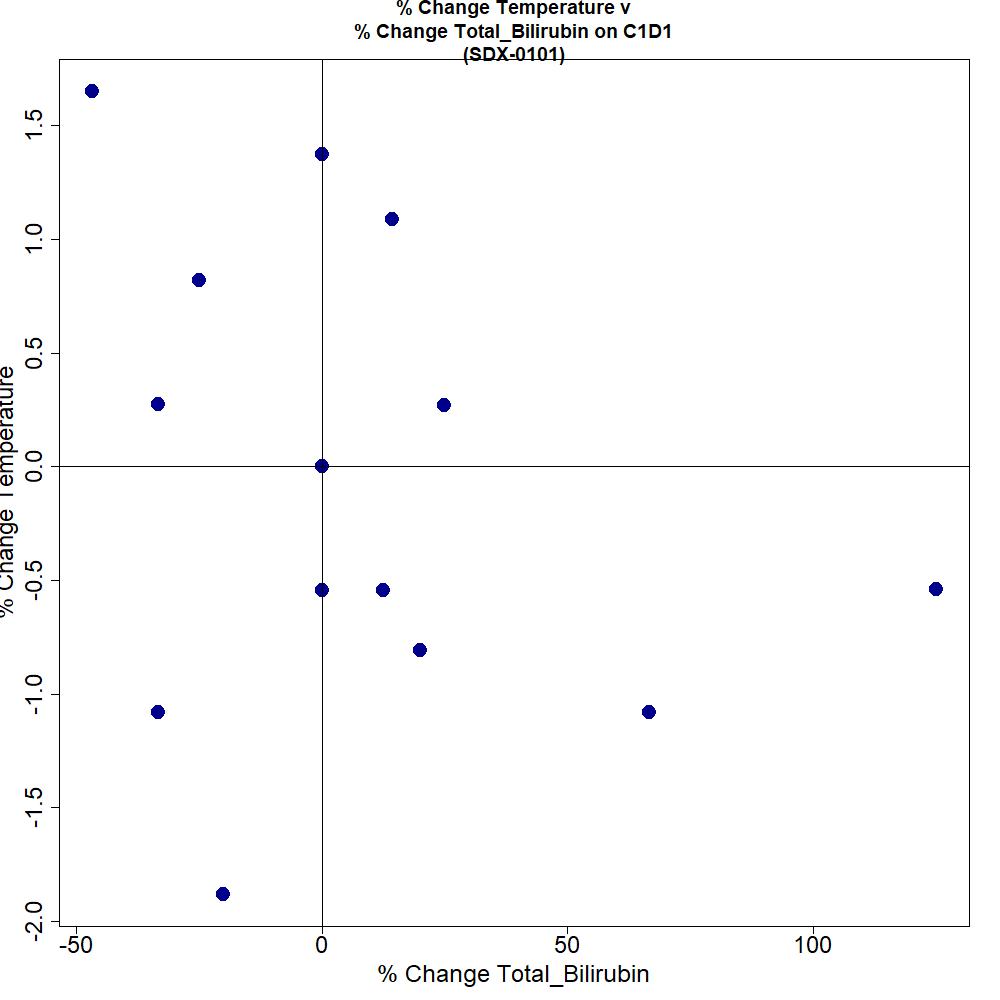 % Change Temperature v
% Change Total_Bilirubin on C1D1
(SDX-0101)
% Change Temperature
1.5
1.0
0.5
0.0
-0.5
-1.0
-1.5
-2.0
-50
0
50
100
% Change Total_Bilirubin